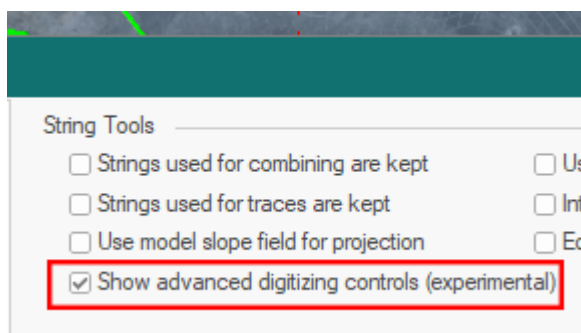 String Tools
Strings used for combining are kept
Strings used for traces are kept
Use model slope field for projection
Show advanced digitizing controls (experimental)